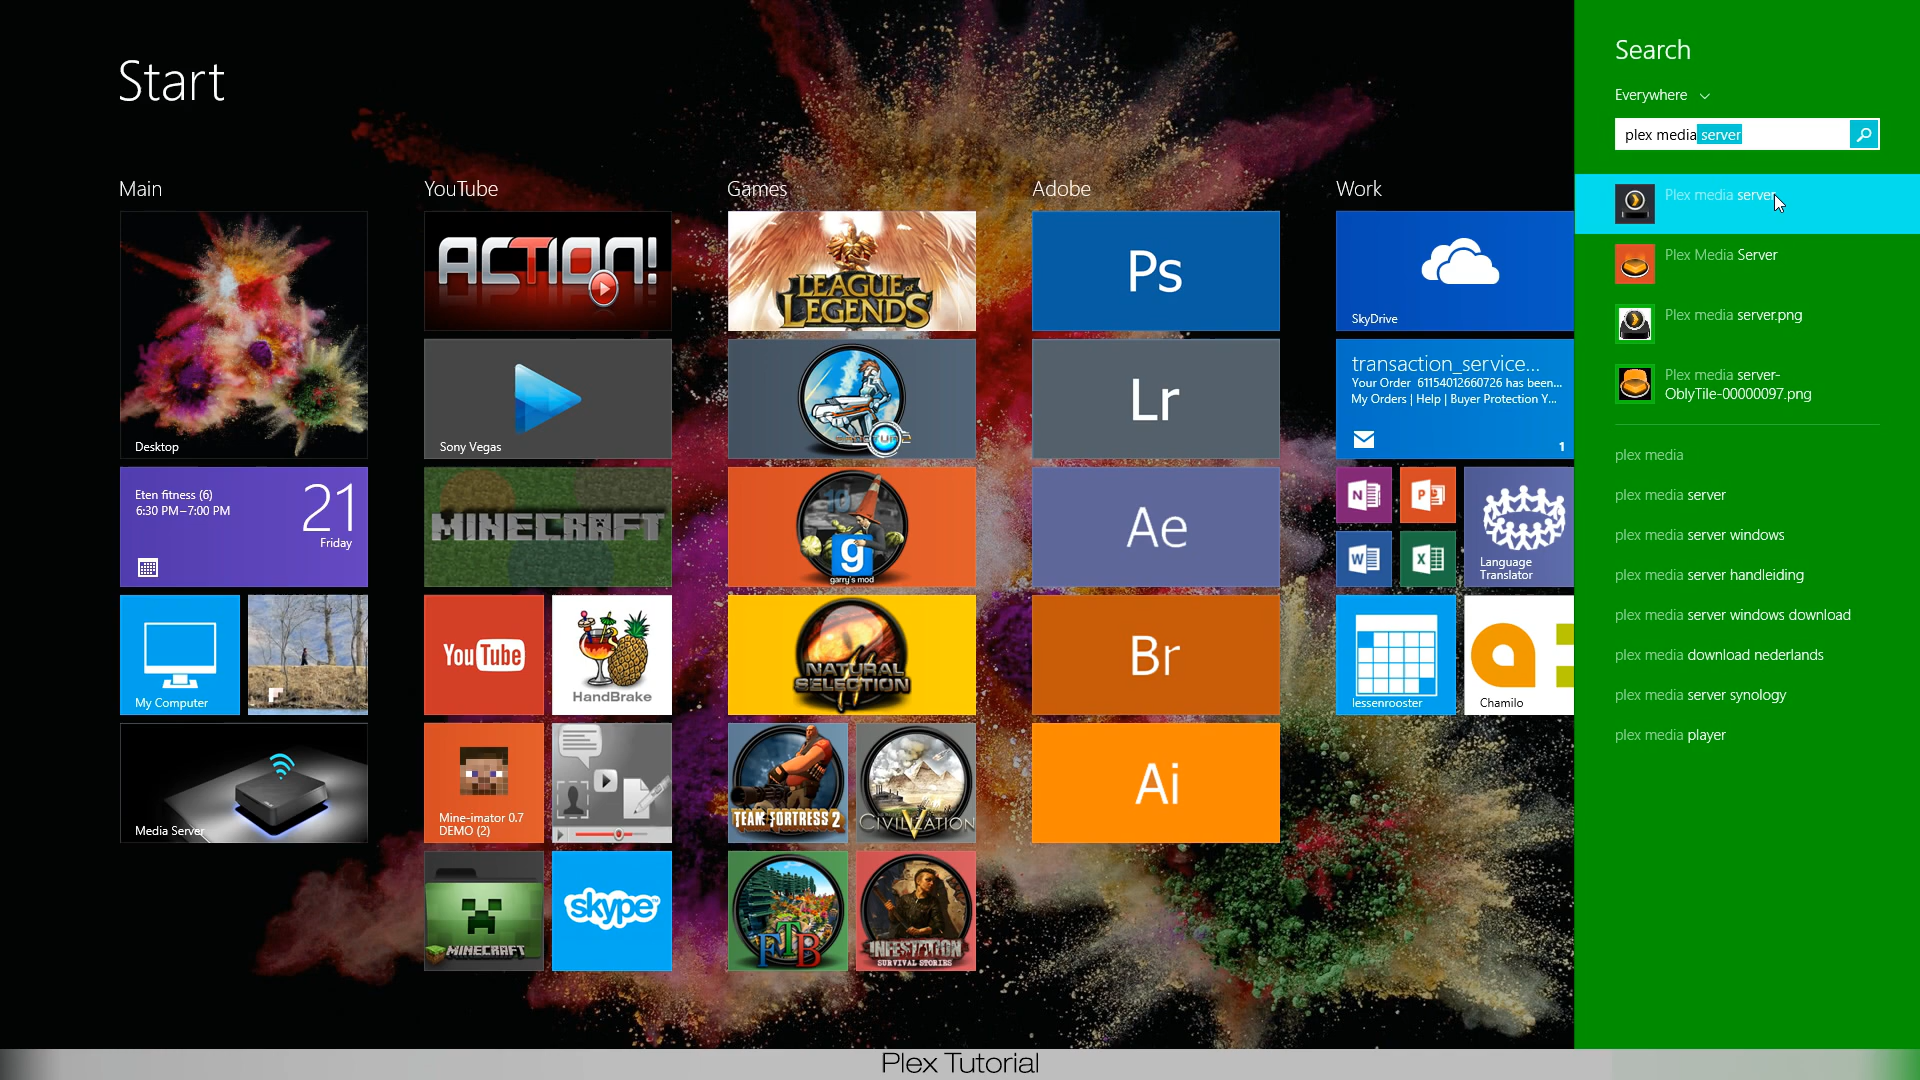 Start
Main
Desktop
Eten fitness (6)
6:30 PM–7:00 PM
21
Friday
My Computer
Media Server
YouTube
ACTION!
Sony Vegas
MINECRAFT
YouTube
HandBrake
Mine-imator 0.7
DEMO (2)
MINECRAFT
skype™
Games
LEAGUE of
LEGENDS
g
garry's mod
NATURAL
SELECTION
TEAM FORTRESS 2
CIVILIZATION
V
FTB
INFESTATION
SURVIVAL STORIES
Adobe
Ps
Lr
Ae
Br
Ai
Work
SkyDrive
transaction_service...
Your Order 61154012660726 has been...
My Orders | Help | Buyer Protection Y...
1
N
P
W
X
Language
Translator
lessenrooster
Chamilo
Search
Everywhere
plex media server
Plex media server
Plex Media Server
Plex media server.png
Plex media server-
OblyTile-00000097.png
plex media
plex media server
plex media server windows
plex media server handleiding
plex media server windows download
plex media download nederlands
plex media server synology
plex media player
Plex Tutorial